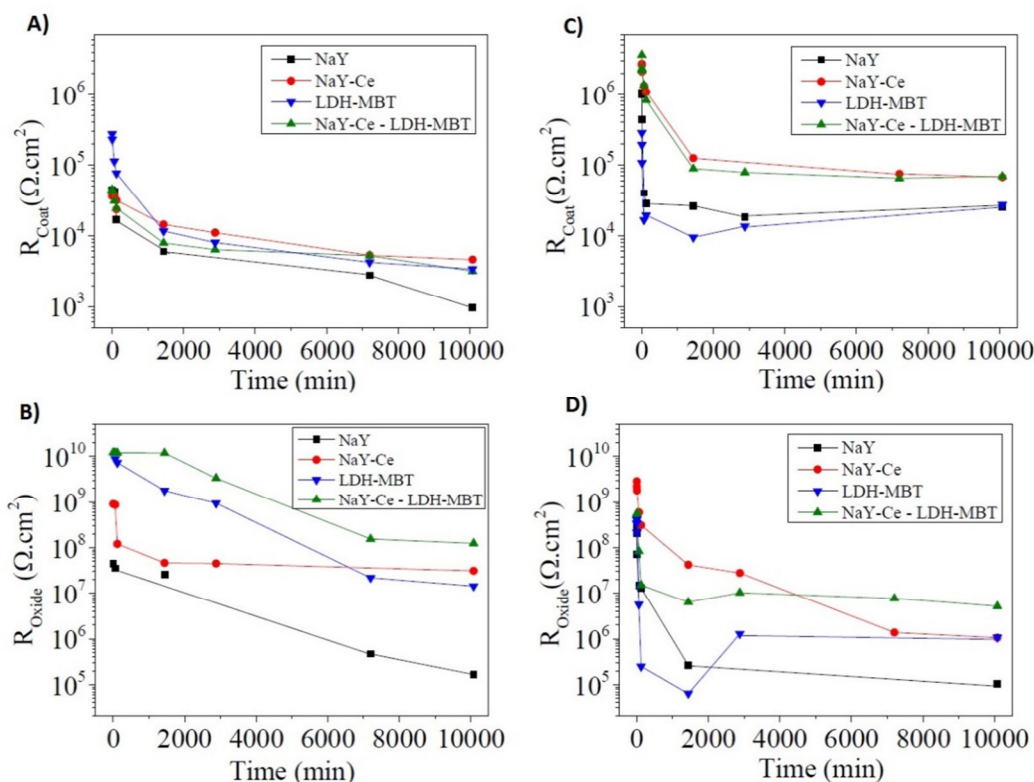 A)
NaY
NaY-Ce
LDH-MBT
NaY-Ce - LDH-MBT
10⁶
10⁵
10⁴
10³
R_Coat (Ω.cm²)
0 2000 4000 6000 8000 10000
Time (min)
C)
NaY
NaY-Ce
LDH-MBT
NaY-Ce - LDH-MBT
10⁶
10⁵
10⁴
10³
R_Coat (Ω.cm²)
0 2000 4000 6000 8000 10000
Time (min)
B)
NaY
NaY-Ce
LDH-MBT
NaY-Ce - LDH-MBT
10¹⁰
10⁹
10⁸
10⁷
10⁶
10⁵
R_Oxide (Ω.cm²)
0 2000 4000 6000 8000 10000
Time (min)
D)
NaY
NaY-Ce
LDH-MBT
NaY-Ce - LDH-MBT
10¹⁰
10⁹
10⁸
10⁷
10⁶
10⁵
R_Oxide (Ω.cm²)
0 2000 4000 6000 8000 10000
Time (min)